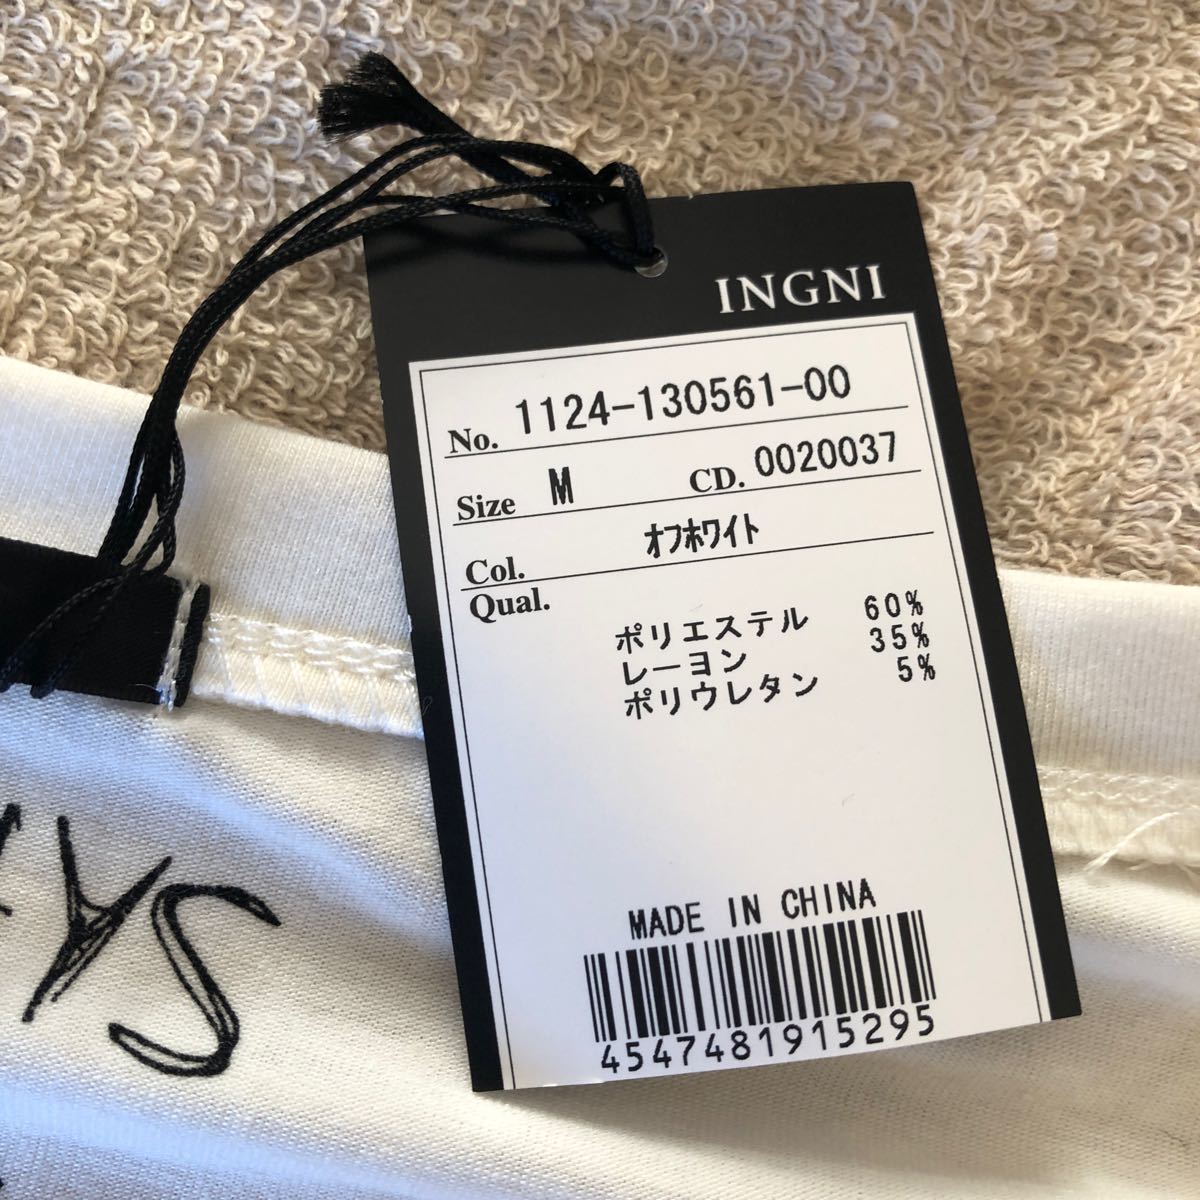 INGNI
No. 1124-130561-00
Size M CD. 0020037
Col. オフホワイト
Qual.
ポリエステル 60%
レーヨン 35%
ポリウレタン 5%
MADE IN CHINA
4547481915295
YS